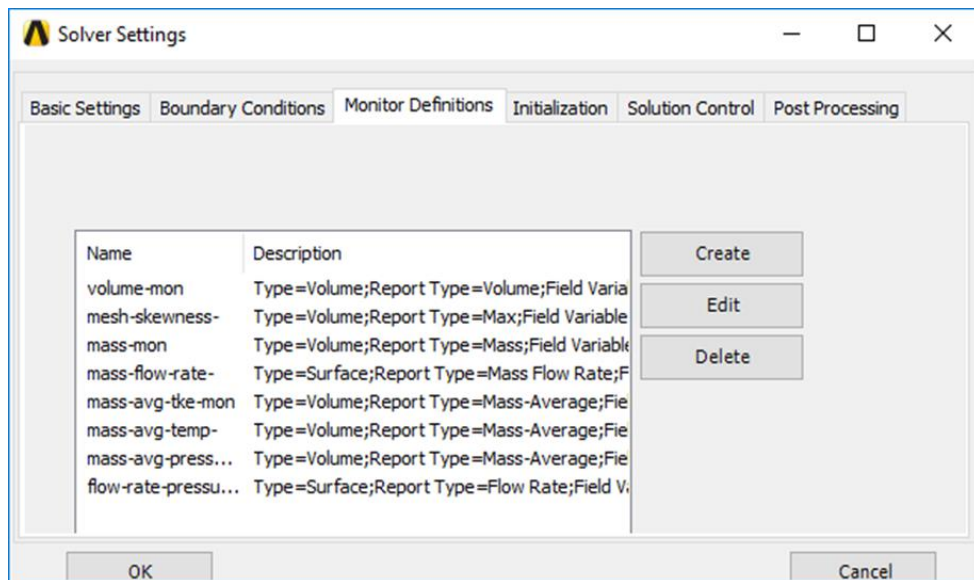 Solver Settings
Basic Settings Boundary Conditions Monitor Definitions Initialization Solution Control Post Processing
Name Description
volume-mon Type=Volume;Report Type=Volume;Field Varia
mesh-skewness- Type=Volume;Report Type=Max;Field Variable
mass-mon Type=Volume;Report Type=Mass;Field Variable
mass-flow-rate- Type=Surface;Report Type=Mass Flow Rate;F
mass-avg-tke-mon Type=Volume;Report Type=Mass-Average;Fie
mass-avg-temp- Type=Volume;Report Type=Mass-Average;Fie
mass-avg-press... Type=Volume;Report Type=Mass-Average;Fie
flow-rate-pressu... Type=Surface;Report Type=Flow Rate;Field Va
Create
Edit
Delete
OK Cancel